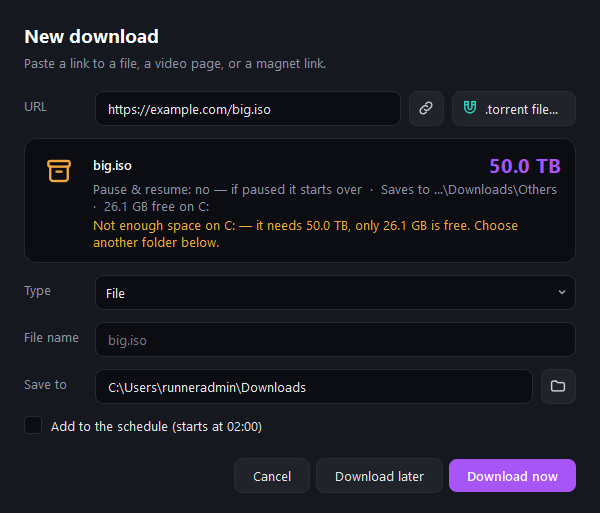 New download
Paste a link to a file, a video page, or a magnet link.
URL
https://example.com/big.iso
.torrent file...
big.iso
50.0 TB
Pause & resume: no — if paused it starts over · Saves to ...\Downloads\Others
· 26.1 GB free on C:
Not enough space on C: — it needs 50.0 TB, only 26.1 GB is free. Choose
another folder below.
Type
File
File name
big.iso
Save to
C:\Users\runneradmin\Downloads
Add to the schedule (starts at 02:00)
Cancel
Download later
Download now